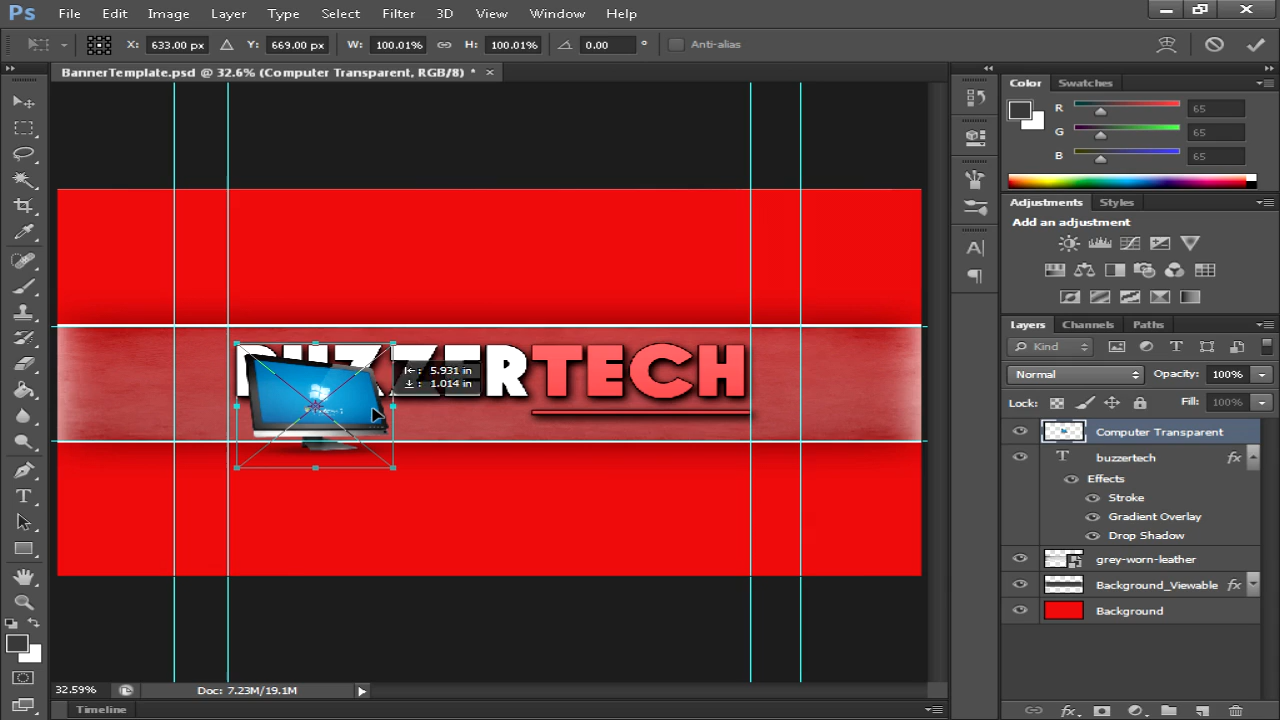 Ps File Edit Image Layer Type Select Filter 3D View Window Help
X: 633.00 px Y: 669.00 px W: 100.01% H: 100.01% 0.00 ° Anti-alias
BannerTemplate.psd @ 32.6% (Computer Transparent, RGB/8) * ×
Color Swatches
R 65
G 65
B 65
Adjustments Styles
Add an adjustment
Layers Channels Paths
Kind
Normal Opacity: 100%
Lock: Fill: 100%
Computer Transparent
T buzzertech fx
Effects
Stroke
Gradient Overlay
Drop Shadow
grey-worn-leather
Background_Viewable fx
Background
BUZZERTECH
5.931 in
1.014 in
32.59% Doc: 7.23M/19.1M
Timeline